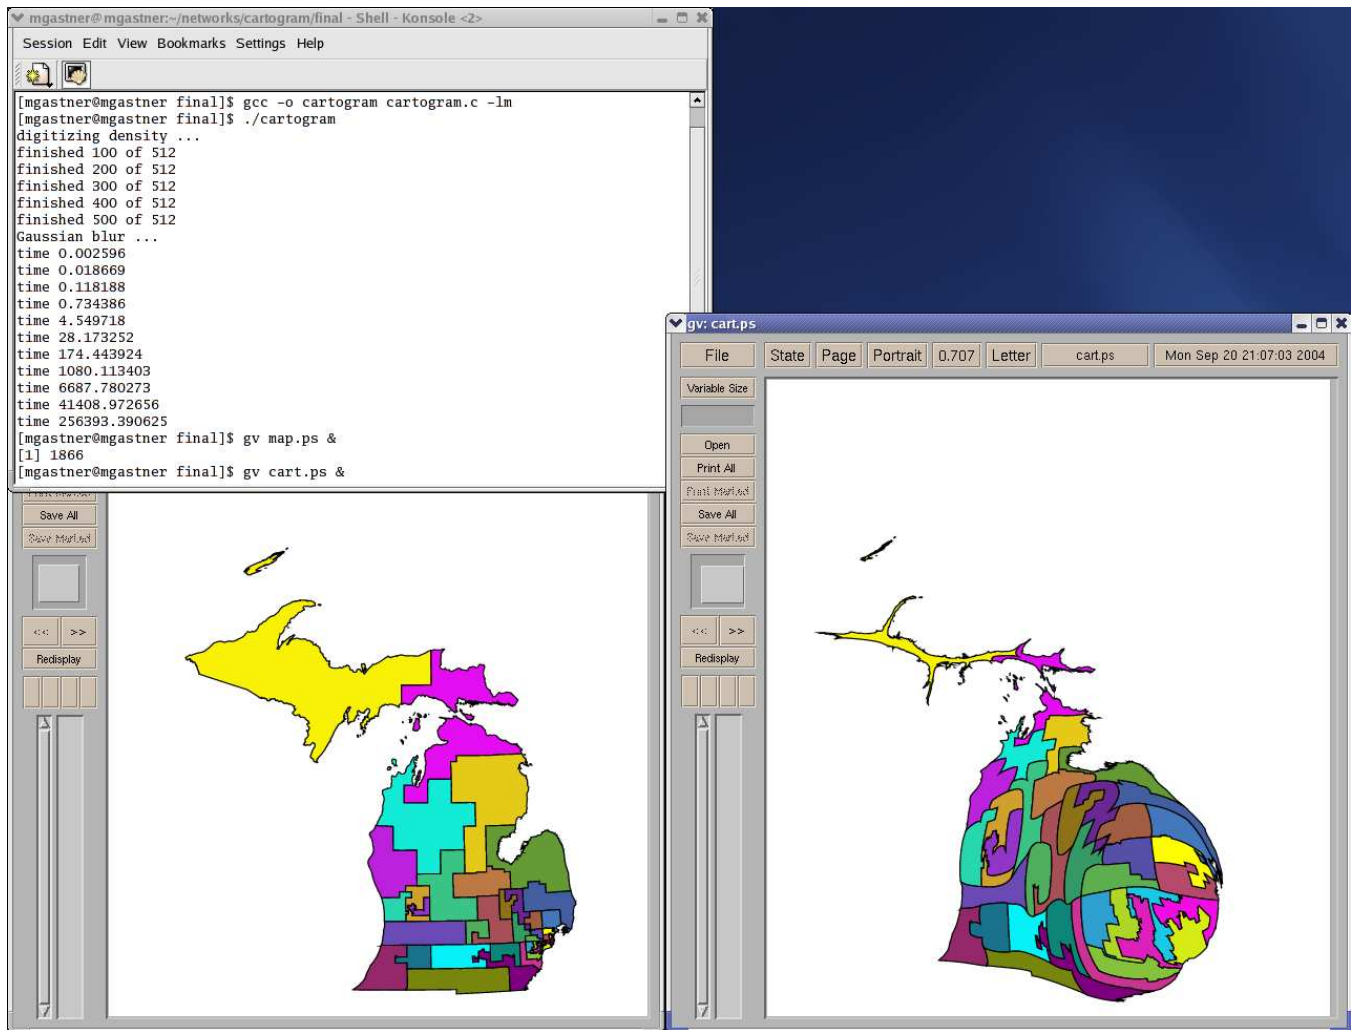 mgastner@mgastner:~/networks/cartogram/final - Shell - Konsole <2>
Session Edit View Bookmarks Settings Help
[mgastner@mgastner final]$ gcc -o cartogram cartogram.c -lm
[mgastner@mgastner final]$ ./cartogram
digitizing density ...
finished 100 of 512
finished 200 of 512
finished 300 of 512
finished 400 of 512
finished 500 of 512
Gaussian blur ...
time 0.002596
time 0.018669
time 0.118188
time 0.734386
time 4.549718
time 28.173252
time 174.443924
time 1080.113403
time 6687.780273
time 41408.972656
time 256393.390625
[mgastner@mgastner final]$ gv map.ps &
[1] 1866
[mgastner@mgastner final]$ gv cart.ps &
Save All
Save Marked
<< >>
Redisplay
gv: cart.ps
File State Page Portrait 0.707 Letter cart.ps Mon Sep 20 21:07:03 2004
Variable Size
Open
Print All
Print Marked
Save All
Save Marked
<< >>
Redisplay